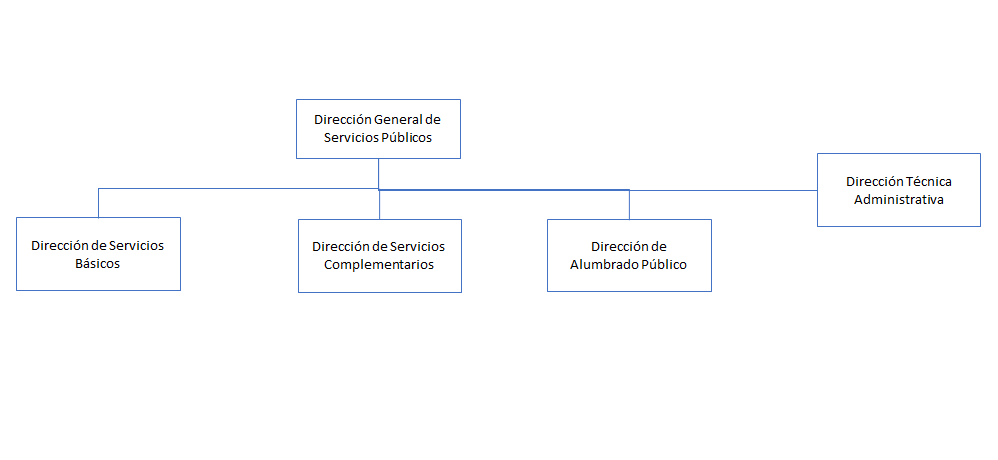 Dirección General de
Servicios Públicos
Dirección Técnica
Administrativa
Dirección de Servicios
Básicos
Dirección de Servicios
Complementarios
Dirección de
Alumbrado Público